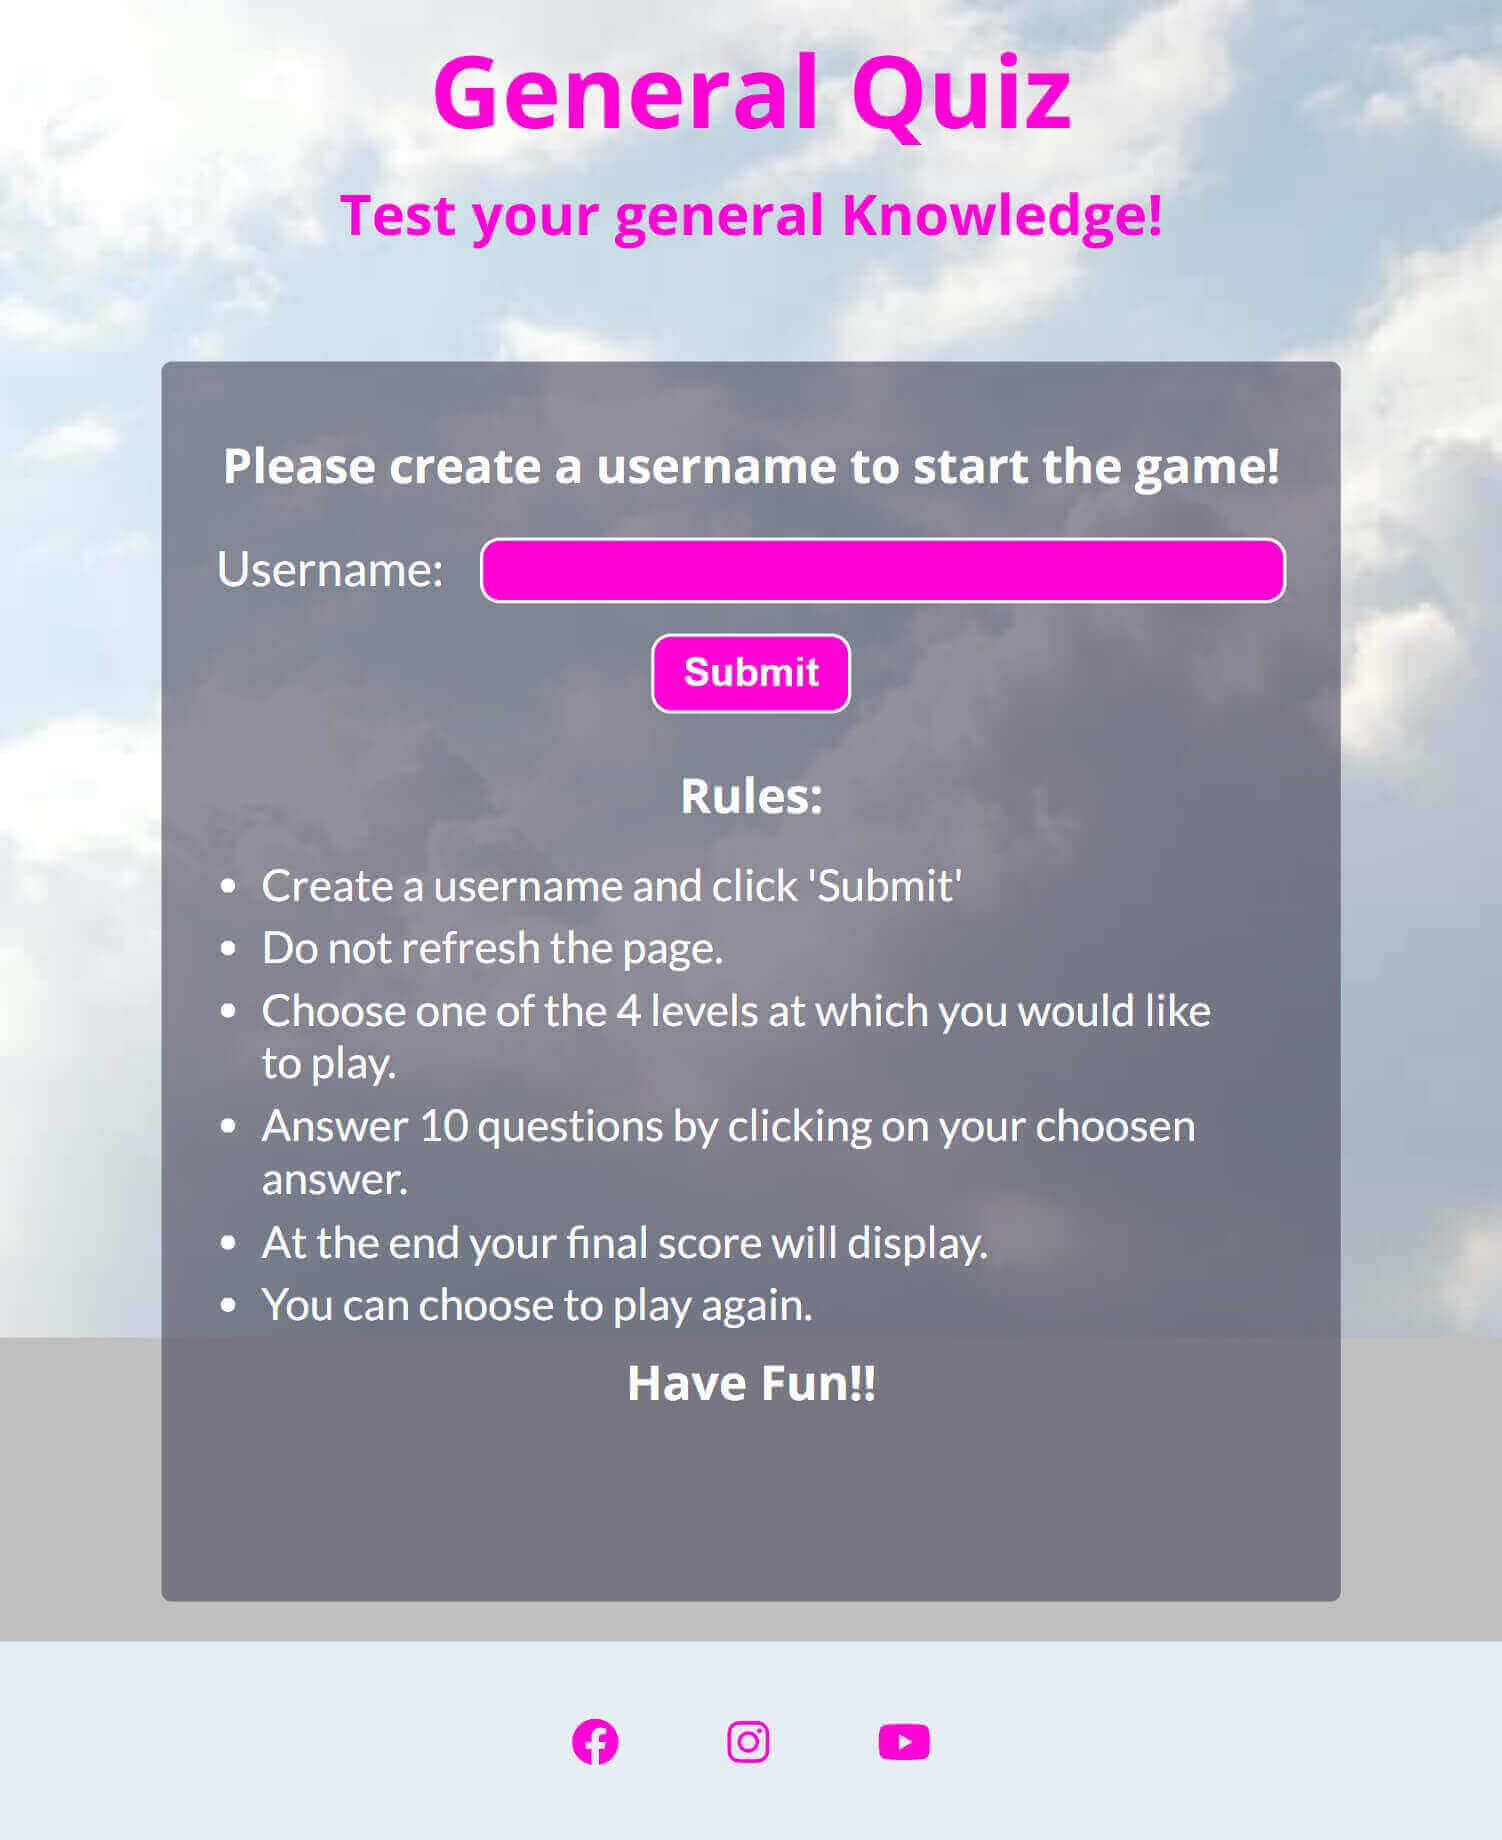 General Quiz
Test your general Knowledge!
Please create a username to start the game!
Username:
Submit
Rules:
• Create a username and click 'Submit'
• Do not refresh the page.
• Choose one of the 4 levels at which you would like
to play.
• Answer 10 questions by clicking on your choosen
answer.
• At the end your final score will display.
• You can choose to play again.
Have Fun!!